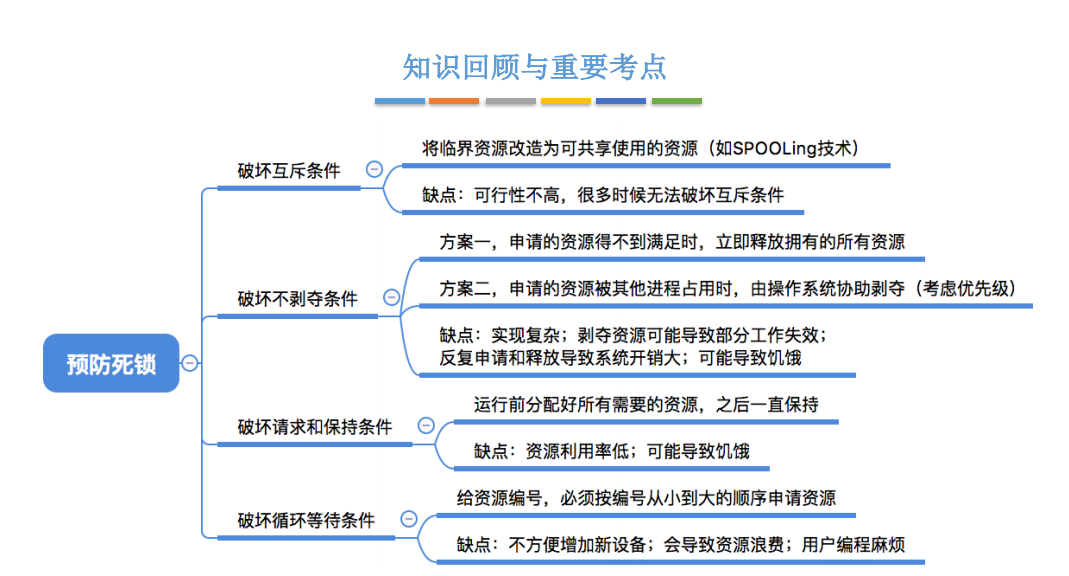 知识回顾与重要考点
预防死锁
破坏互斥条件
将临界资源改造为可共享使用的资源（如SPOOLing技术）
缺点：可行性不高，很多时候无法破坏互斥条件
破坏不剥夺条件
方案一，申请的资源得不到满足时，立即释放拥有的所有资源
方案二，申请的资源被其他进程占用时，由操作系统协助剥夺（考虑优先级）
缺点：实现复杂；剥夺资源可能导致部分工作失效；
反复申请和释放导致系统开销大；可能导致饥饿
破坏请求和保持条件
运行前分配好所有需要的资源，之后一直保持
缺点：资源利用率低；可能导致饥饿
破坏循环等待条件
给资源编号，必须按编号从小到大的顺序申请资源
缺点：不方便增加新设备；会导致资源浪费；用户编程麻烦